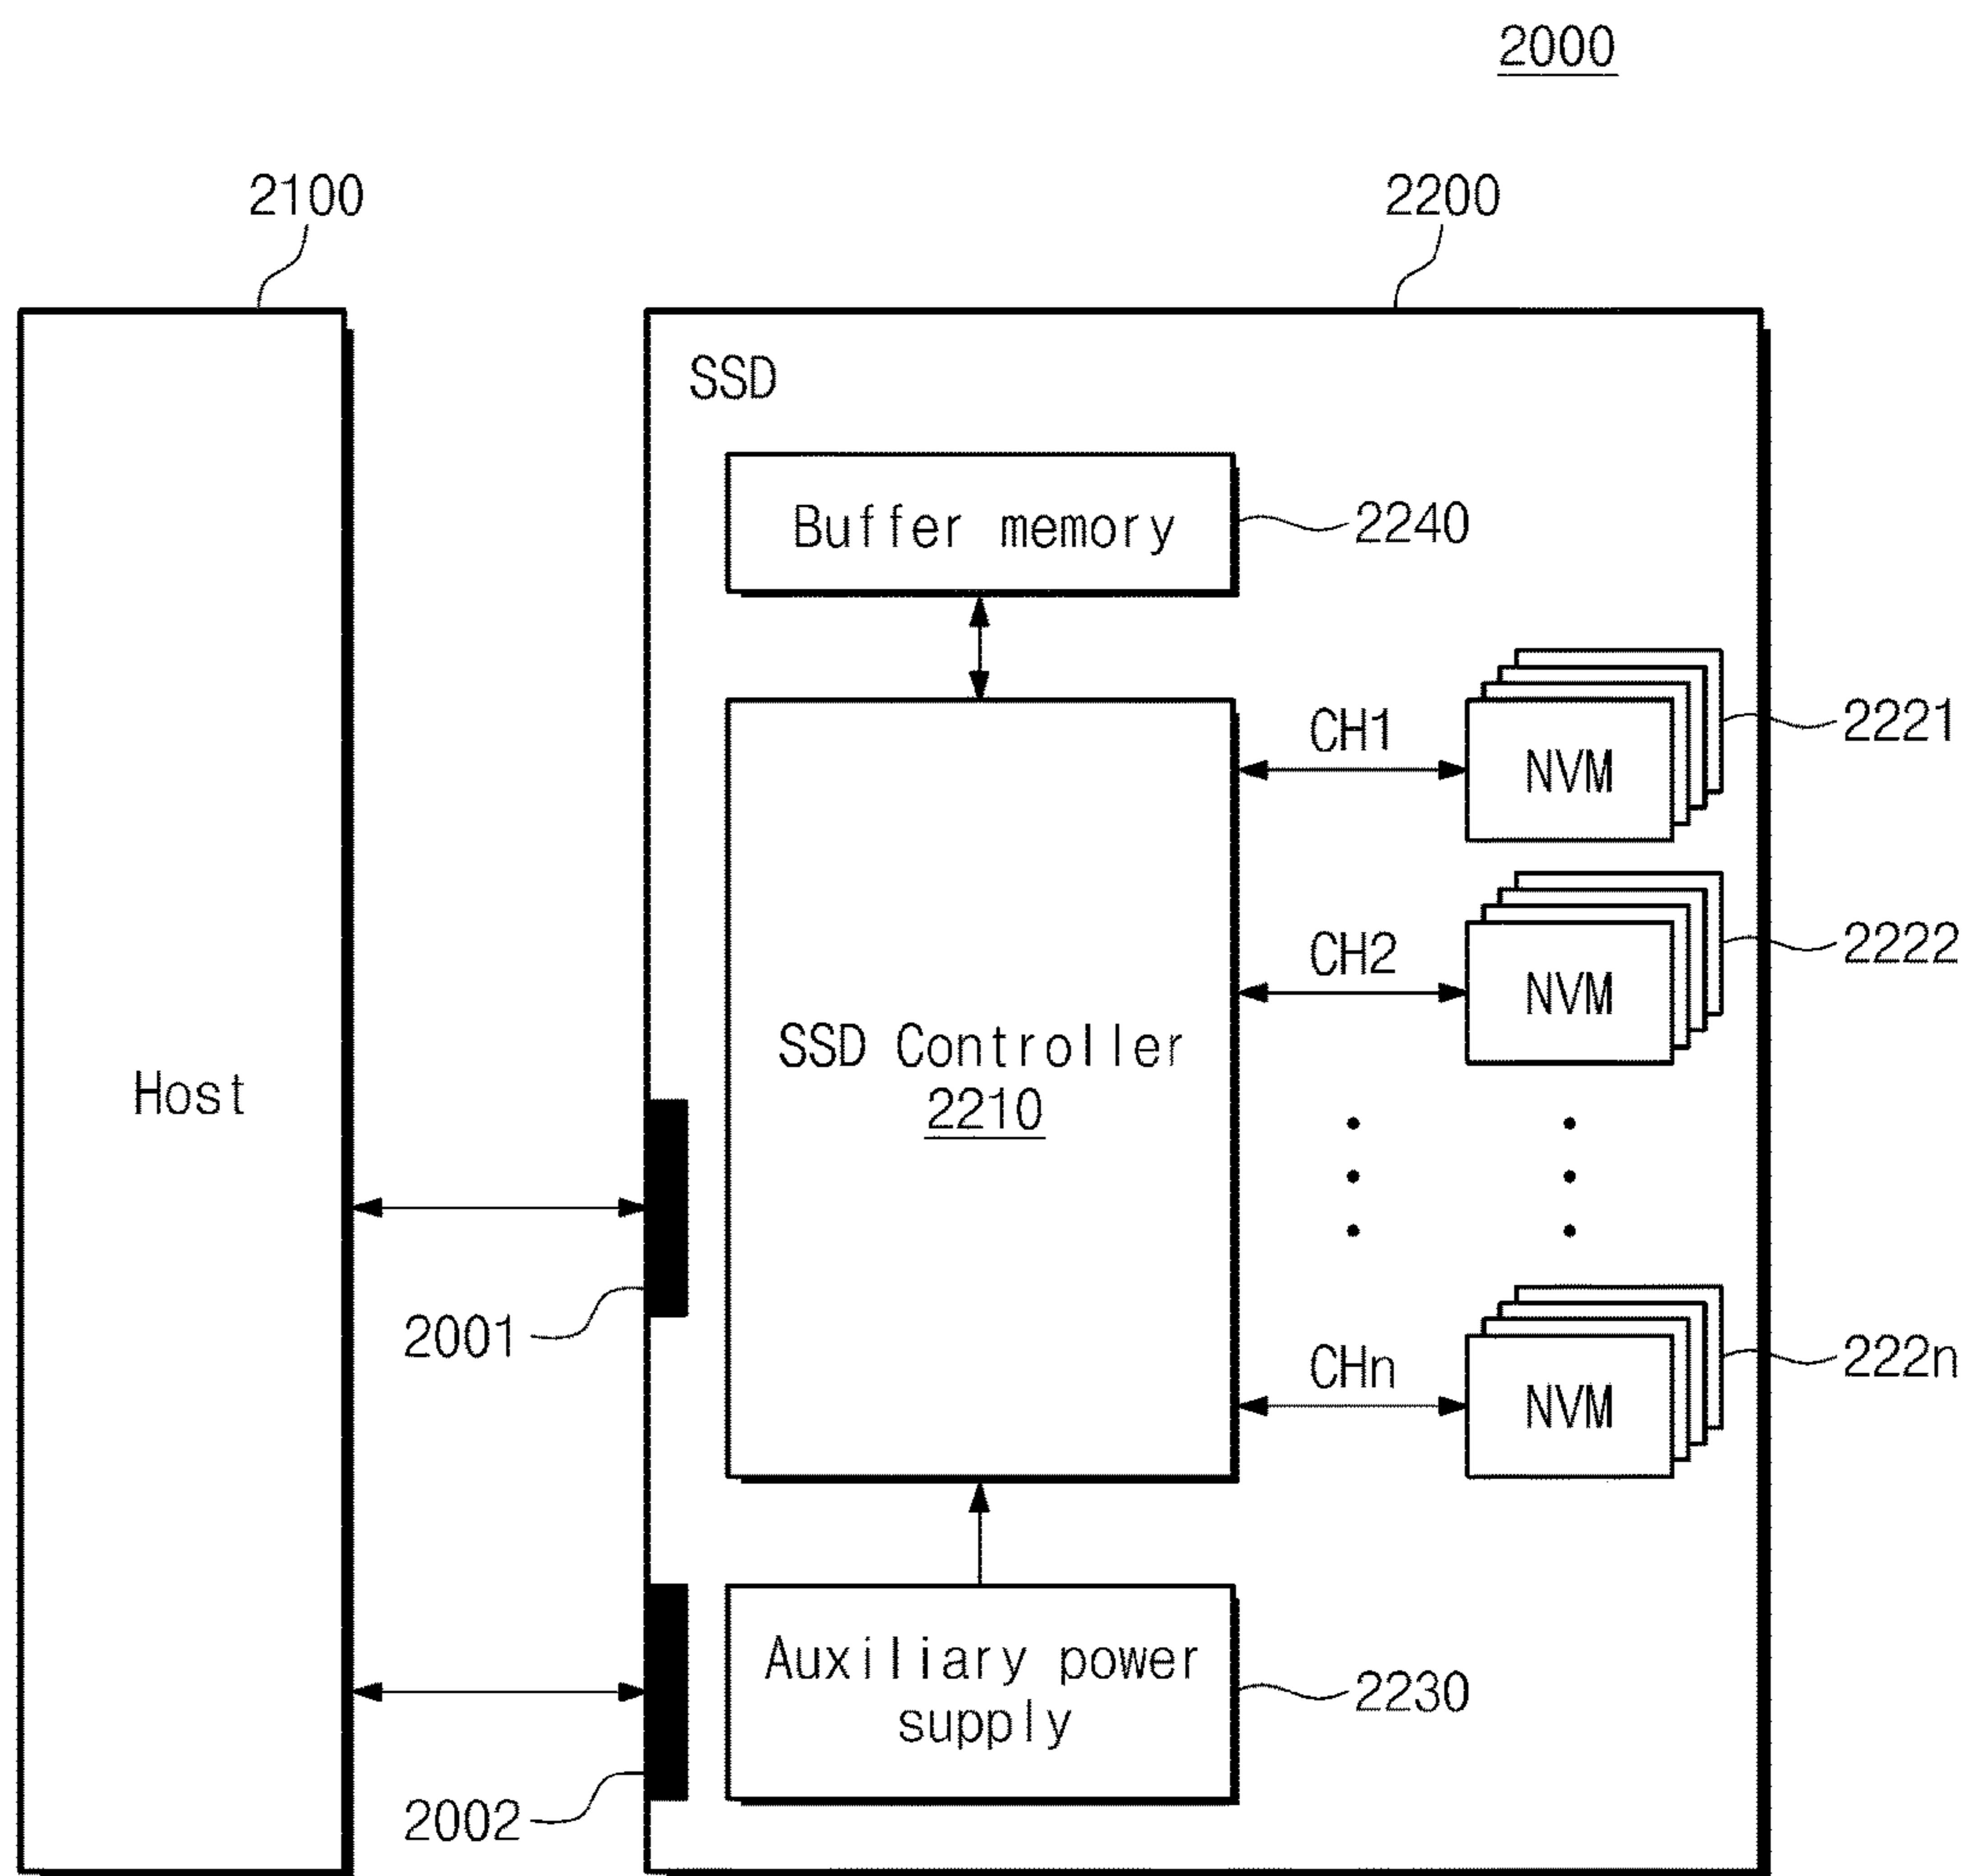 2000
2100
2200
SSD
Buffer memory
2240
CH1
NVM
2221
CH2
NVM
2222
Host
SSD Controller
2210
2001
CHn
NVM
222n
Auxiliary power
supply
2230
2002